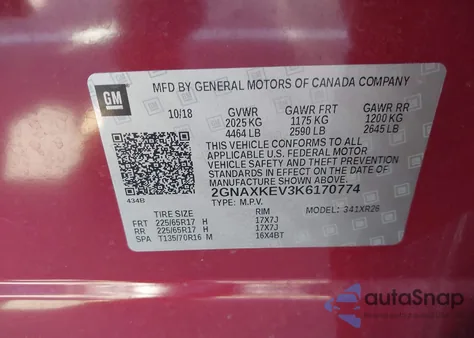 GM
MFD BY GENERAL MOTORS OF CANADA COMPANY
10/18 GVWR GAWR FRT GAWR RR
2025 KG 1175 KG 1200 KG
4464 LB 2590 LB 2645 LB
THIS VEHICLE CONFORMS TO ALL
APPLICABLE U.S. FEDERAL MOTOR
VEHICLE SAFETY AND THEFT PREVENTION
STANDARDS IN EFFECT ON THE DATE OF
MANUFACTURE SHOWN ABOVE.
2GNAXKEV3K6170774
434B TYPE: M.P.V. MODEL: 341XR26
TIRE SIZE RIM
FRT 225/65R17 H 17X7J
RR 225/65R17 H 17X7J
SPA T135/70R16 M 16X4BT
autoSnap